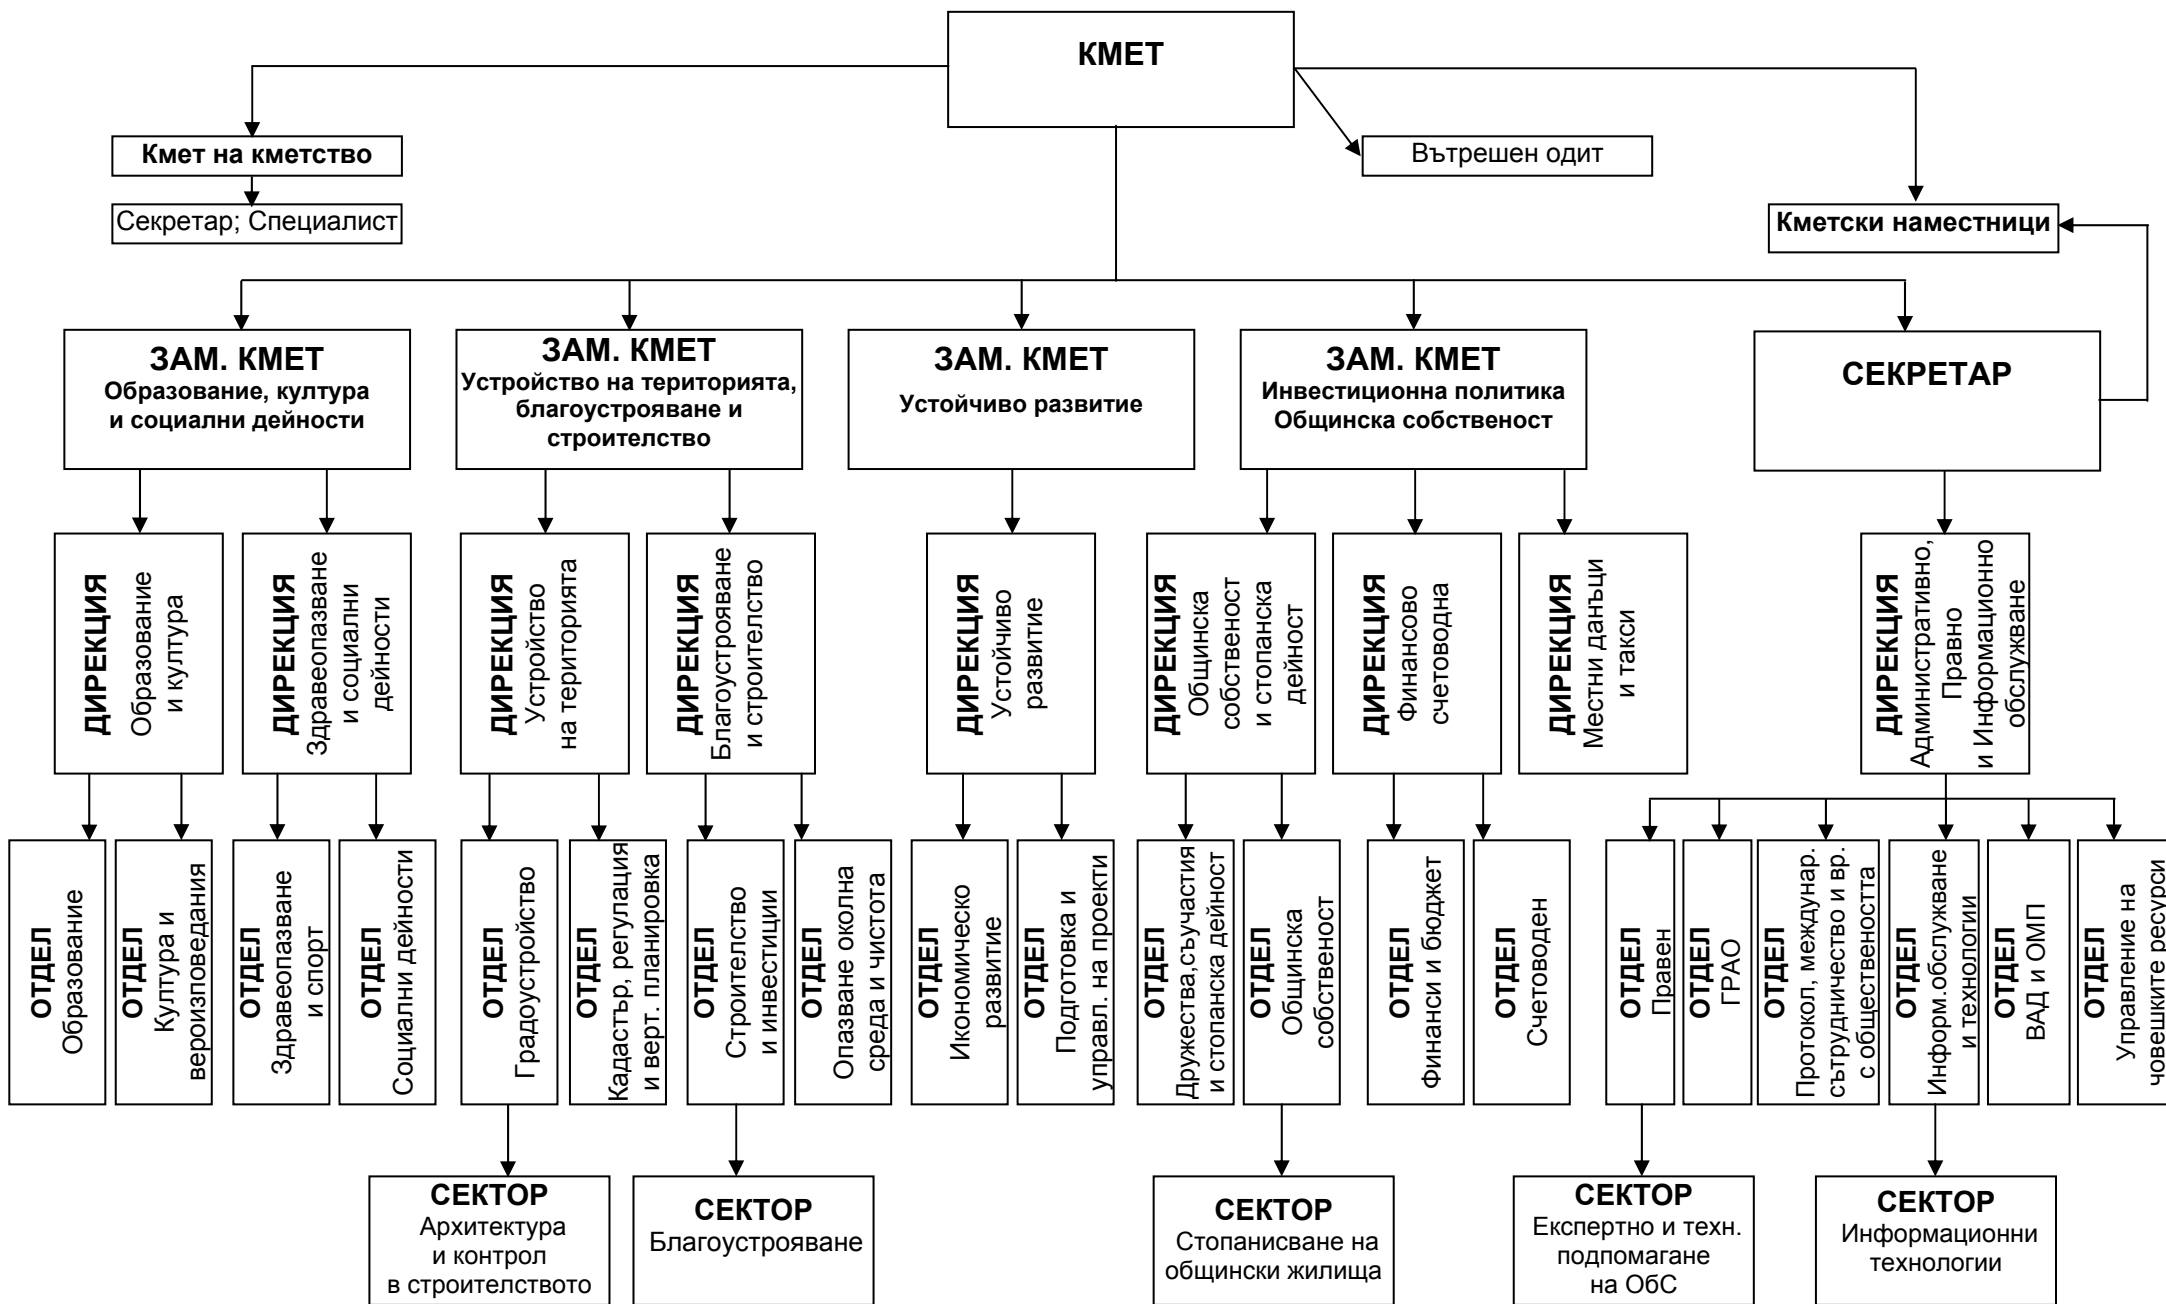 КМЕТ
Кмет на кметство
Вътрешен одит
Секретар; Специалист
Кметски наместници
ЗАМ. КМЕТ
Образование, култура
и социални дейности
ЗАМ. КМЕТ
Устройство на територията,
благоустрояване и
строителство
ЗАМ. КМЕТ
Устойчиво развитие
ЗАМ. КМЕТ
Инвестиционна политика
Общинска собственост
СЕКРЕТАР
ДИРЕКЦИЯ
Образование
и култура
ДИРЕКЦИЯ
Здравеопазване
и социални
дейности
ДИРЕКЦИЯ
Устройство
на територията
ДИРЕКЦИЯ
Благоустрояване
и строителство
ДИРЕКЦИЯ
Устойчиво
развитие
ДИРЕКЦИЯ
Общинска
собственост
и стопанска
дейност
ДИРЕКЦИЯ
Финансово
счетоводна
ДИРЕКЦИЯ
Местни данъци
и такси
ДИРЕКЦИЯ
Административно,
Правно
и Информационно
обслужване
ОТДЕЛ
Образование
ОТДЕЛ
Култура и
вероизповедания
ОТДЕЛ
Здравеопазване
и спорт
ОТДЕЛ
Социални дейности
ОТДЕЛ
Градоустройство
ОТДЕЛ
Кадастър, регулация
и верт. планировка
ОТДЕЛ
Строителство
и инвестиции
ОТДЕЛ
Опазване околна
среда и чистота
ОТДЕЛ
Икономическо
развитие
ОТДЕЛ
Подготовка и
управл. на проекти
ОТДЕЛ
Дружества,съучастия
и стопанска дейност
ОТДЕЛ
Общинска
собственост
ОТДЕЛ
Финанси и бюджет
ОТДЕЛ
Счетоводен
ОТДЕЛ
Правен
ОТДЕЛ
ГРАО
ОТДЕЛ
Протокол, междунар.
сътрудничество и вр.
с общественоста
ОТДЕЛ
Информ.обслужване
и технологии
ОТДЕЛ
ВАД и ОМП
ОТДЕЛ
Управление на
човешките ресурси
СЕКТОР
Архитектура
и контрол
в строителството
СЕКТОР
Благоустрояване
СЕКТОР
Стопанисване на
общински жилища
СЕКТОР
Експертно и техн.
подпомагане
на ОбС
СЕКТОР
Информационни
технологии